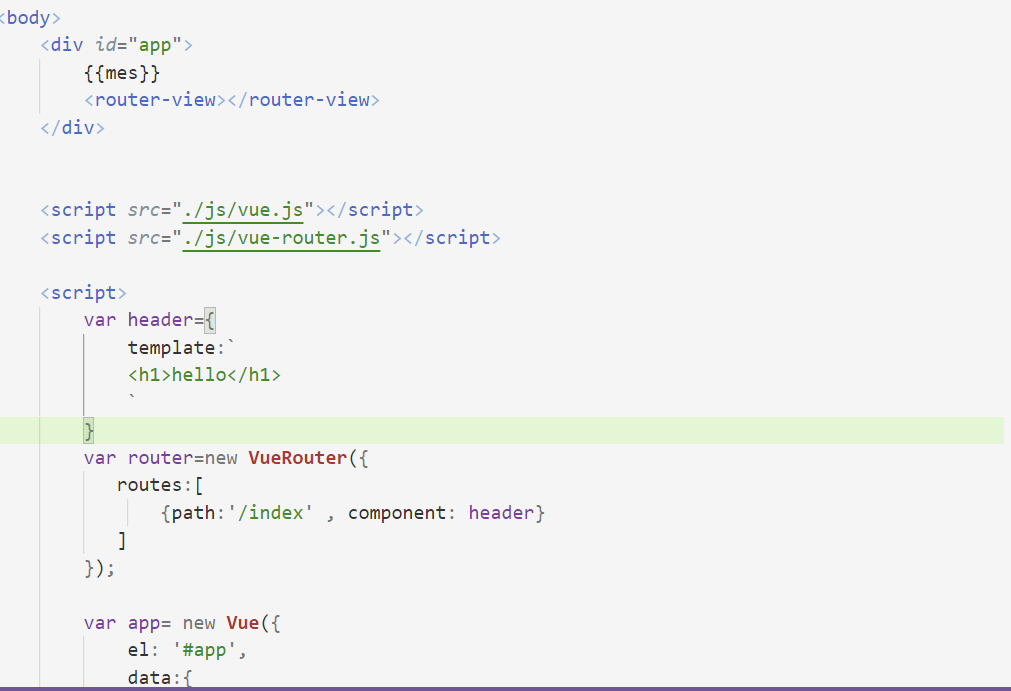 <body>
<div id="app">
{{mes}}
<router-view></router-view>
</div>
<script src="./js/vue.js"></script>
<script src="./js/vue-router.js"></script>
<script>
var header={
template:`
<h1>hello</h1>
`
}
var router=new VueRouter({
routes:[
{path:'/index' , component: header}
]
});
var app= new Vue({
el: '#app',
data:{